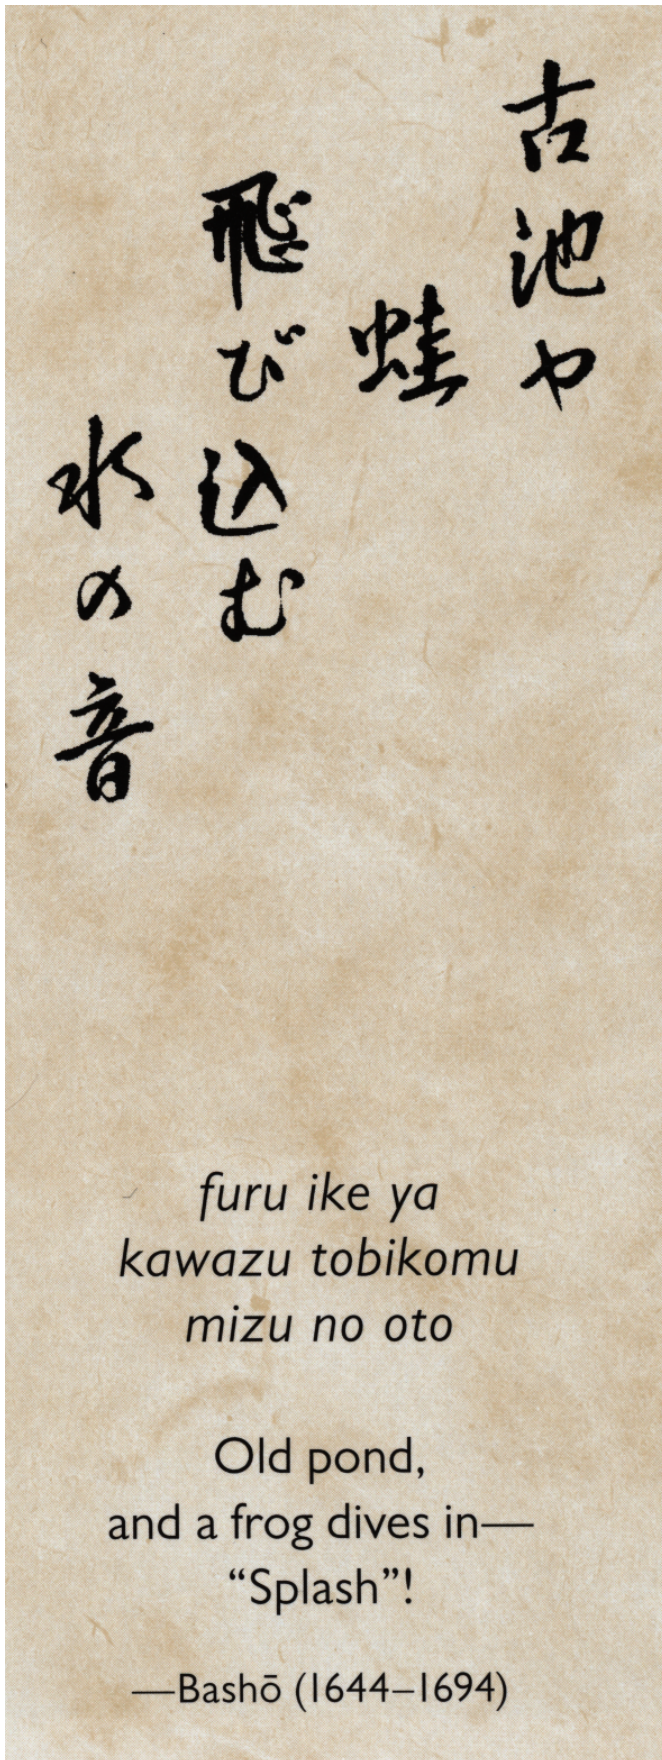 古池や
蛙
飛び込む
水の音
furu ike ya
kawazu tobikomu
mizu no oto
Old pond,
and a frog dives in—
“Splash”!
—Bashō (1644–1694)